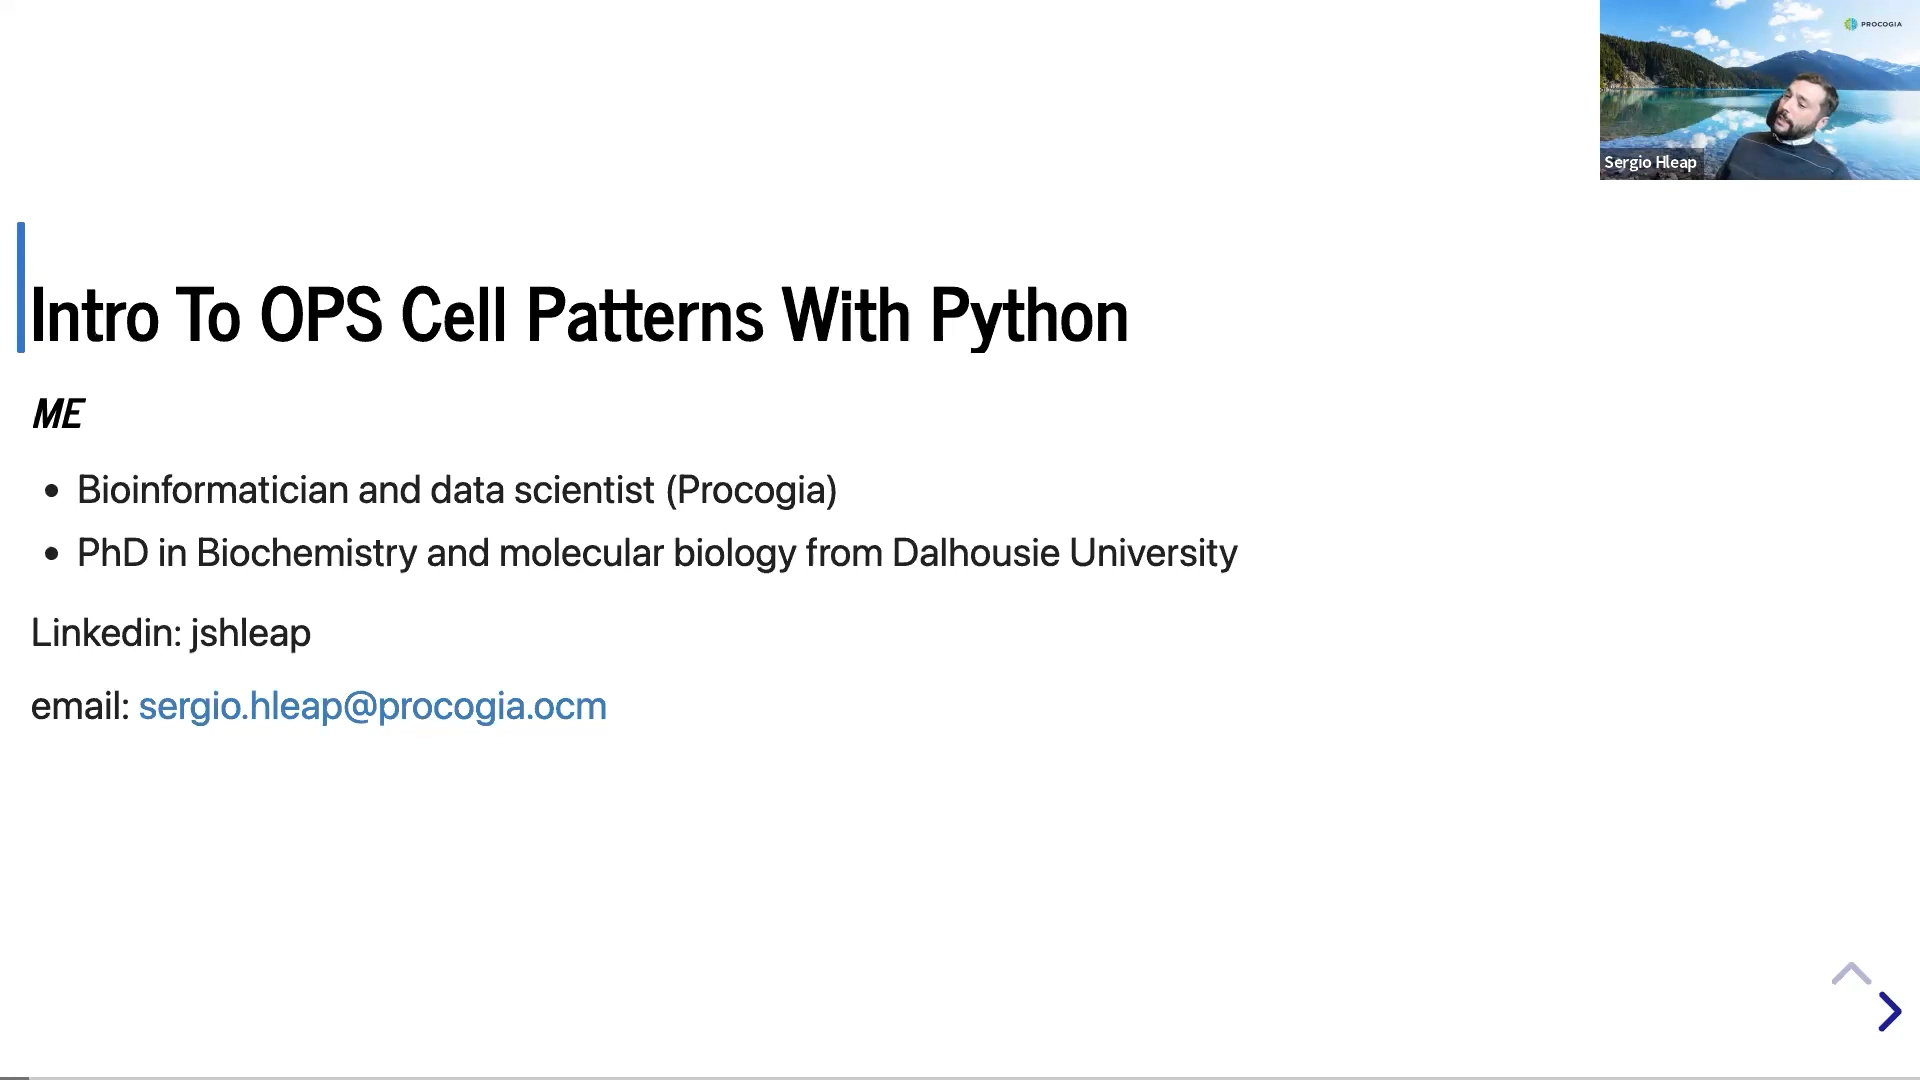 PROCOGIA
Sergio Hleap
Intro To OPS Cell Patterns With Python
ME
• Bioinformatician and data scientist (Procogia)
• PhD in Biochemistry and molecular biology from Dalhousie University
Linkedin: jshleap
email: sergio.hleap@procogia.ocm